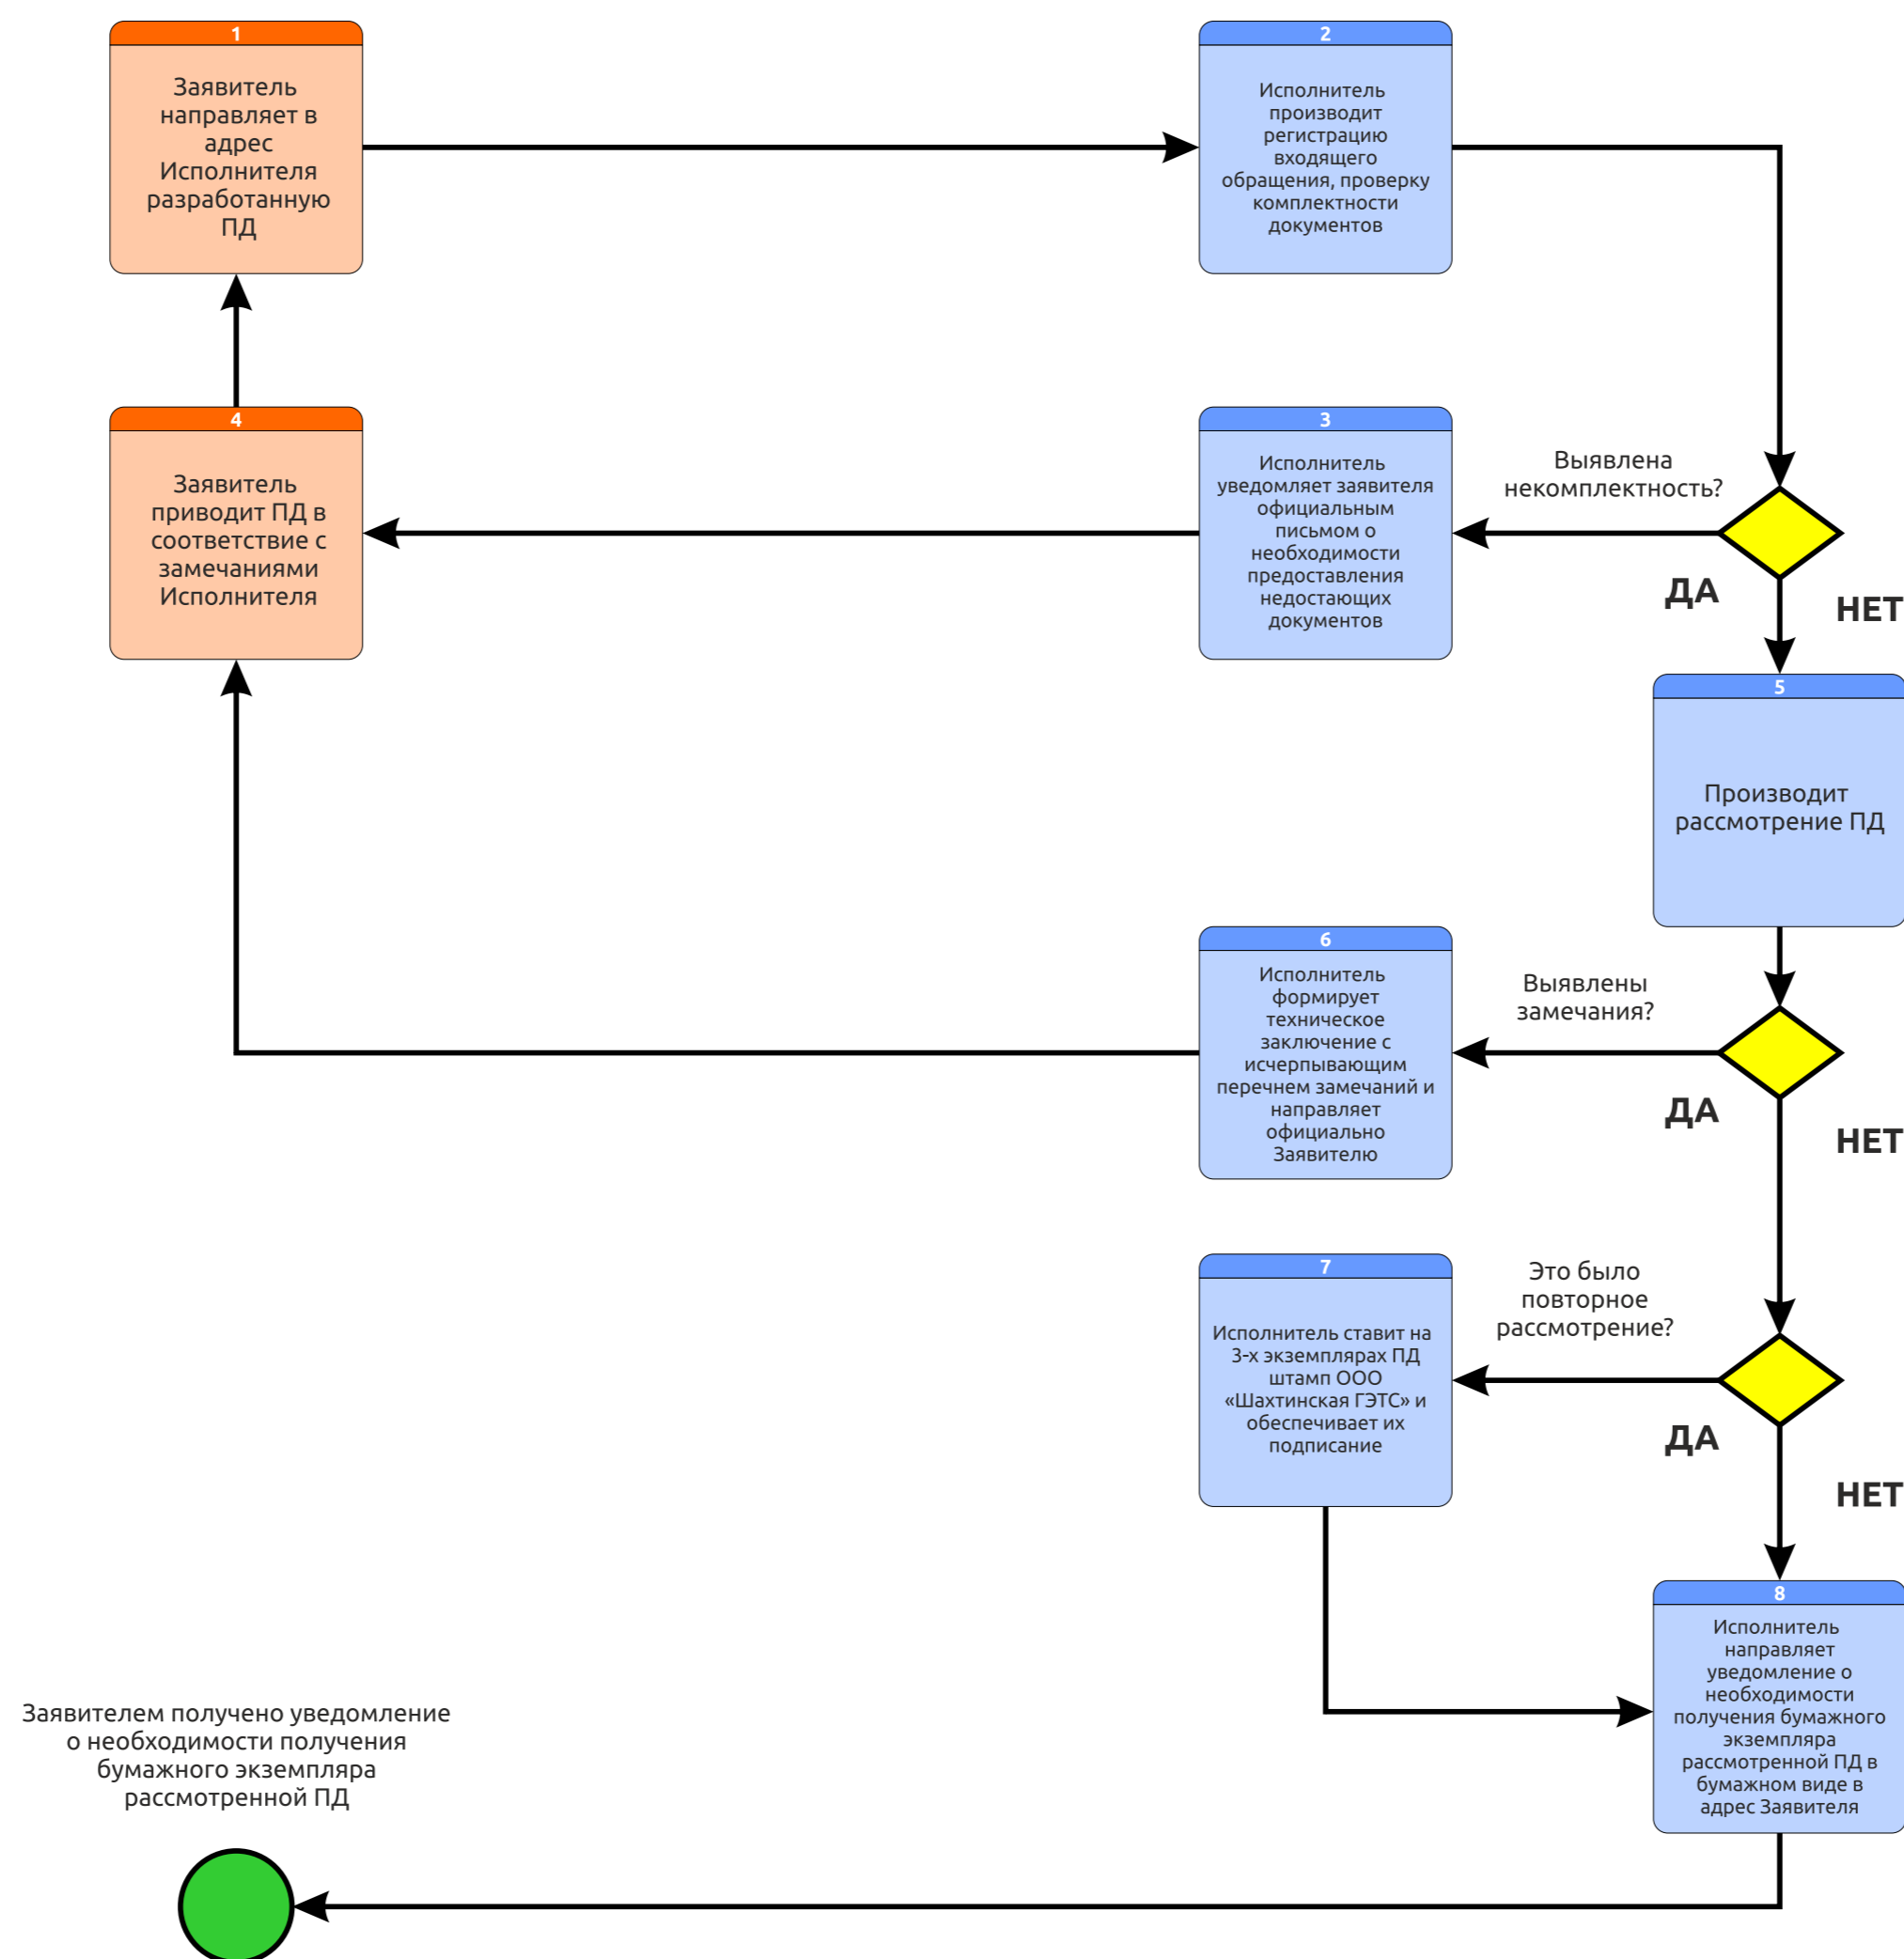 1
Заявитель
направляет в
адрес
Исполнителя
разработанную
ПД
2
Исполнитель
производит
регистрацию
входящего
обращения, проверку
комплектности
документов
4
Заявитель
приводит ПД в
соответствие с
замечаниями
Исполнителя
3
Исполнитель
уведомляет заявителя
официальным
письмом о
необходимости
предоставления
недостающих
документов
Выявлена
некомплектность?
ДА
НЕТ
5
Производит
рассмотрение ПД
6
Исполнитель
формирует
техническое
заключение с
исчерпывающим
перечнем замечаний и
направляет
официально
Заявителю
Выявлены
замечания?
ДА
НЕТ
7
Исполнитель ставит на
3-х экземплярах ПД
штамп ООО
«Шахтинская ГЭТС» и
обеспечивает их
подписание
Это было
повторное
рассмотрение?
ДА
НЕТ
8
Исполнитель
направляет
уведомление о
необходимости
получения бумажного
экземпляра
рассмотренной ПД в
бумажном виде в
адрес Заявителя
Заявителем получено уведомление
о необходимости получения
бумажного экземпляра
рассмотренной ПД